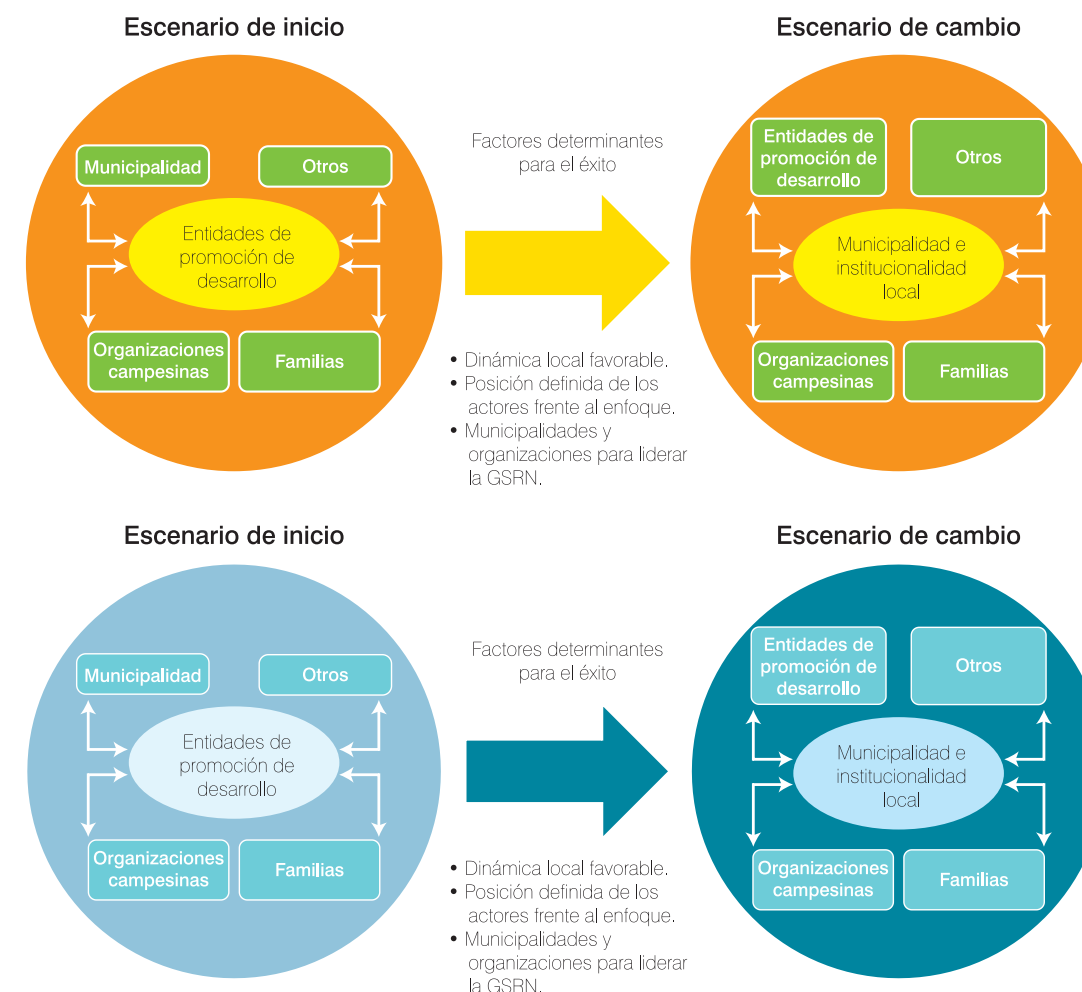 Escenario de inicio
Municipalidad
Otros
Entidades de
promoción de
desarrollo
Organizaciones
campesinas
Familias
Factores determinantes
para el éxito
• Dinámica local favorable.
• Posición definida de los
actores frente al enfoque.
• Municipalidades y
organizaciones para liderar
la GSRN.
Escenario de cambio
Entidades de
promoción de
desarrollo
Otros
Municipalidad e
institucionalidad
local
Organizaciones
campesinas
Familias
Escenario de inicio
Municipalidad
Otros
Entidades de
promoción de
desarrollo
Organizaciones
campesinas
Familias
Factores determinantes
para el éxito
• Dinámica local favorable.
• Posición definida de los
actores frente al enfoque.
• Municipalidades y
organizaciones para liderar
la GSRN.
Escenario de cambio
Entidades de
promoción de
desarrollo
Otros
Municipalidad e
institucionalidad
local
Organizaciones
campesinas
Familias